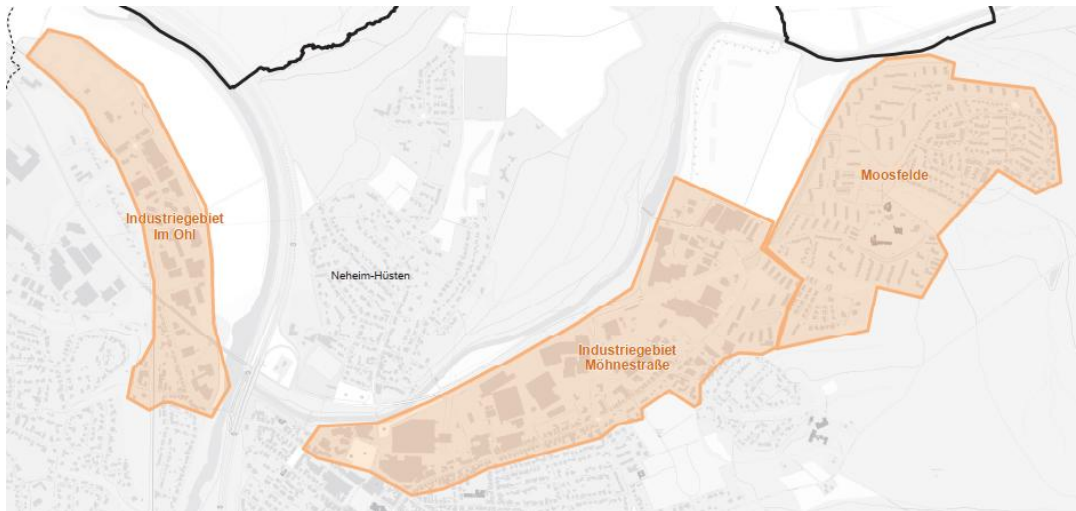 Moosfelde
Industriegebiet
Im Ohl
Neheim-Hüsten
Industriegebiet
Möhnestraße